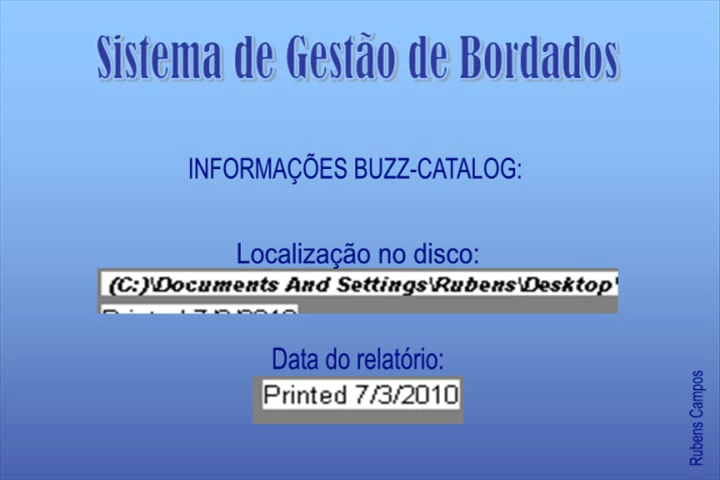 Sistema de Gestão de Bordados
INFORMAÇÕES BUZZ-CATALOG:
Localização no disco:
(C:)\Documents And Settings\Rubens\Desktop\
Data do relatório:
Printed 7/3/2010
Rubens Campos